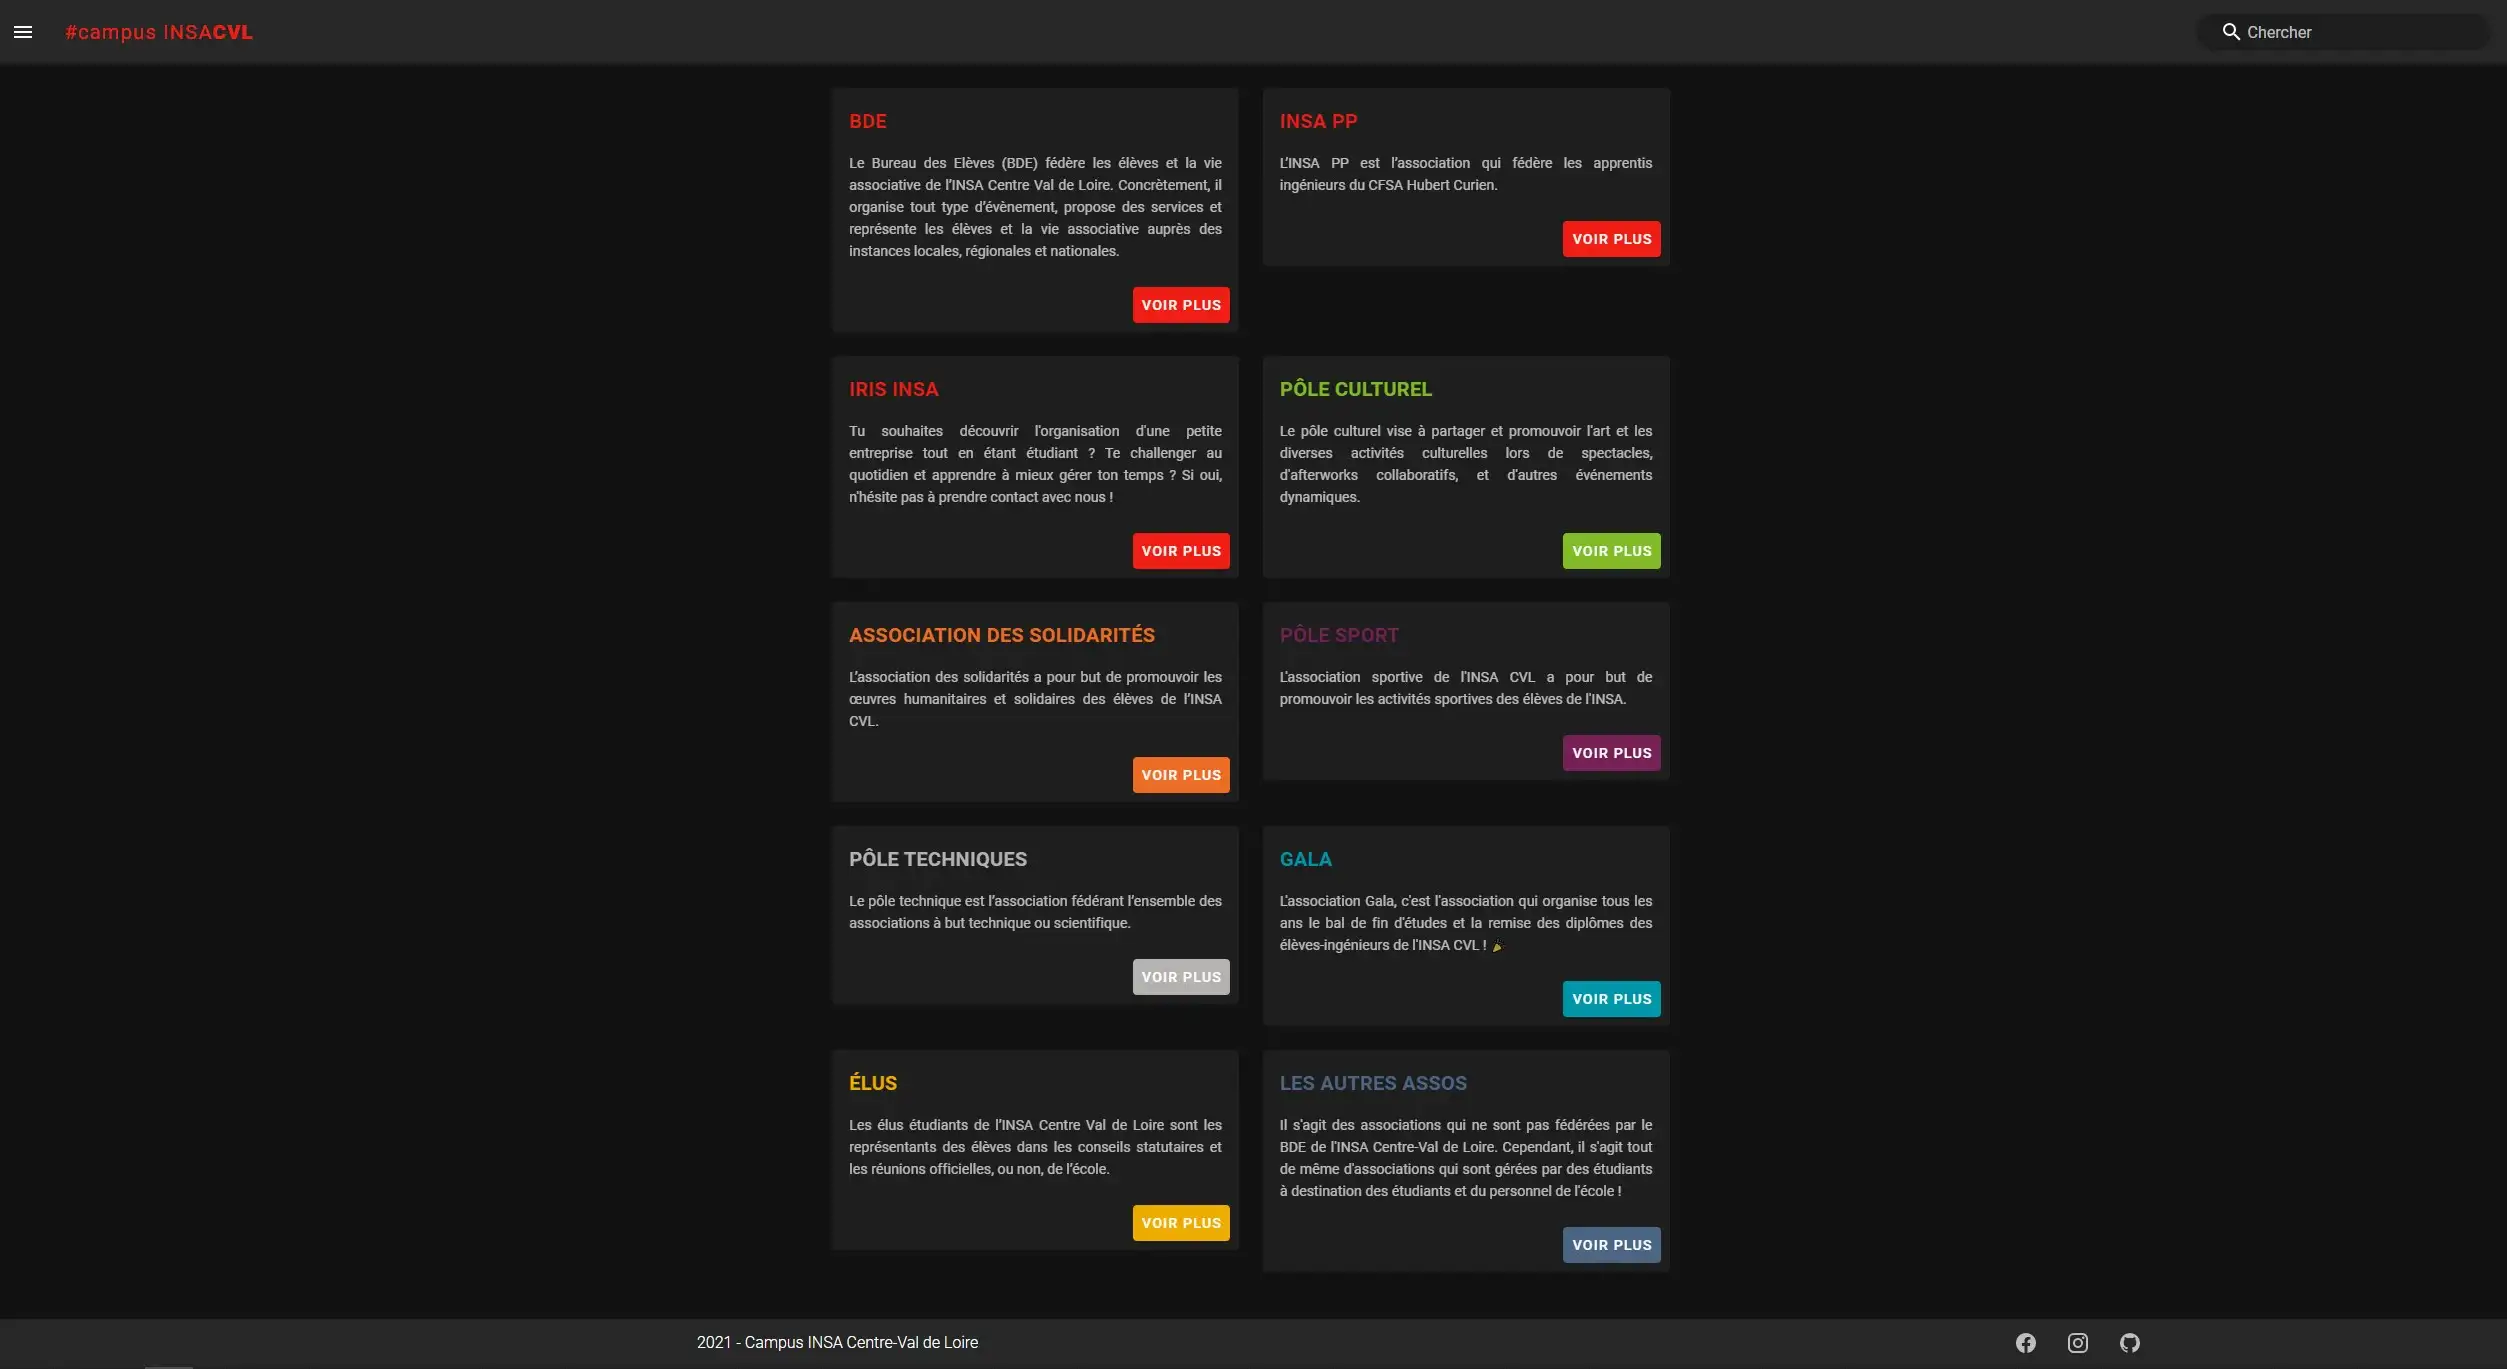 #campus INSACVL
Chercher
BDE
Le Bureau des Elèves (BDE) fédère les élèves et la vie
associative de l’INSA Centre Val de Loire. Concrètement, il
organise tout type d’évènement, propose des services et
représente les élèves et la vie associative auprès des
instances locales, régionales et nationales.
VOIR PLUS
INSA PP
L’INSA PP est l’association qui fédère les apprentis
ingénieurs du CFSA Hubert Curien.
VOIR PLUS
IRIS INSA
Tu souhaites découvrir l'organisation d'une petite
entreprise tout en étant étudiant ? Te challenger au
quotidien et apprendre à mieux gérer ton temps ? Si oui,
n'hésite pas à prendre contact avec nous !
VOIR PLUS
PÔLE CULTUREL
Le pôle culturel vise à partager et promouvoir l'art et les
diverses activités culturelles lors de spectacles,
d'afterworks collaboratifs, et d'autres événements
dynamiques.
VOIR PLUS
ASSOCIATION DES SOLIDARITÉS
L’association des solidarités a pour but de promouvoir les
œuvres humanitaires et solidaires des élèves de l’INSA
CVL.
VOIR PLUS
PÔLE SPORT
L'association sportive de l'INSA CVL a pour but de
promouvoir les activités sportives des élèves de l'INSA.
VOIR PLUS
PÔLE TECHNIQUES
Le pôle technique est l’association fédérant l’ensemble des
associations à but technique ou scientifique.
VOIR PLUS
GALA
L'association Gala, c'est l'association qui organise tous les
ans le bal de fin d'études et la remise des diplômes des
élèves-ingénieurs de l'INSA CVL ! 🎉
VOIR PLUS
ÉLUS
Les élus étudiants de l’INSA Centre Val de Loire sont les
représentants des élèves dans les conseils statutaires et
les réunions officielles, ou non, de l’école.
VOIR PLUS
LES AUTRES ASSOS
Il s'agit des associations qui ne sont pas fédérées par le
BDE de l'INSA Centre-Val de Loire. Cependant, il s'agit tout
de même d'associations qui sont gérées par des étudiants
à destination des étudiants et du personnel de l'école !
VOIR PLUS
2021 - Campus INSA Centre-Val de Loire